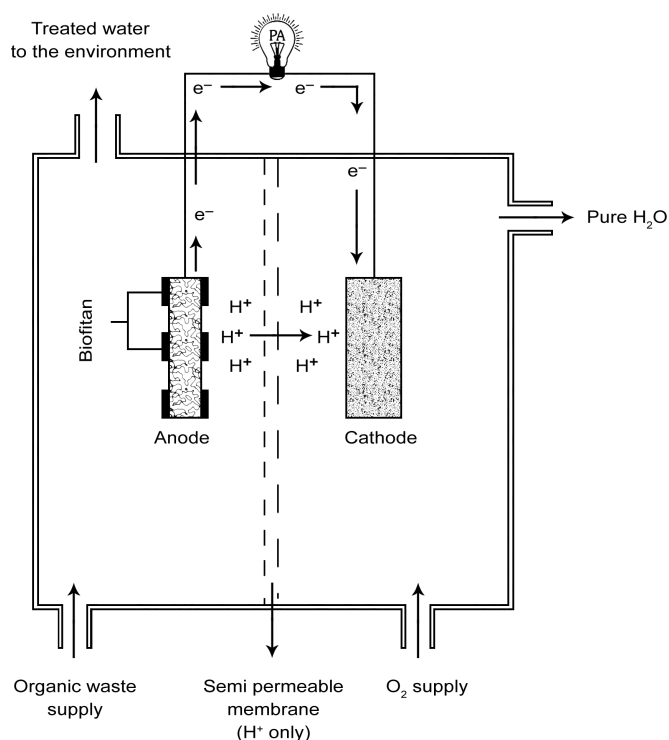 Treated water
to the environment
PA
e⁻
e⁻
e⁻
e⁻
Pure H₂O
Biofitan
H⁺
H⁺
H⁺
H⁺
H⁺
H⁺
Anode
Cathode
Organic waste
supply
Semi permeable
membrane
(H⁺ only)
O₂ supply